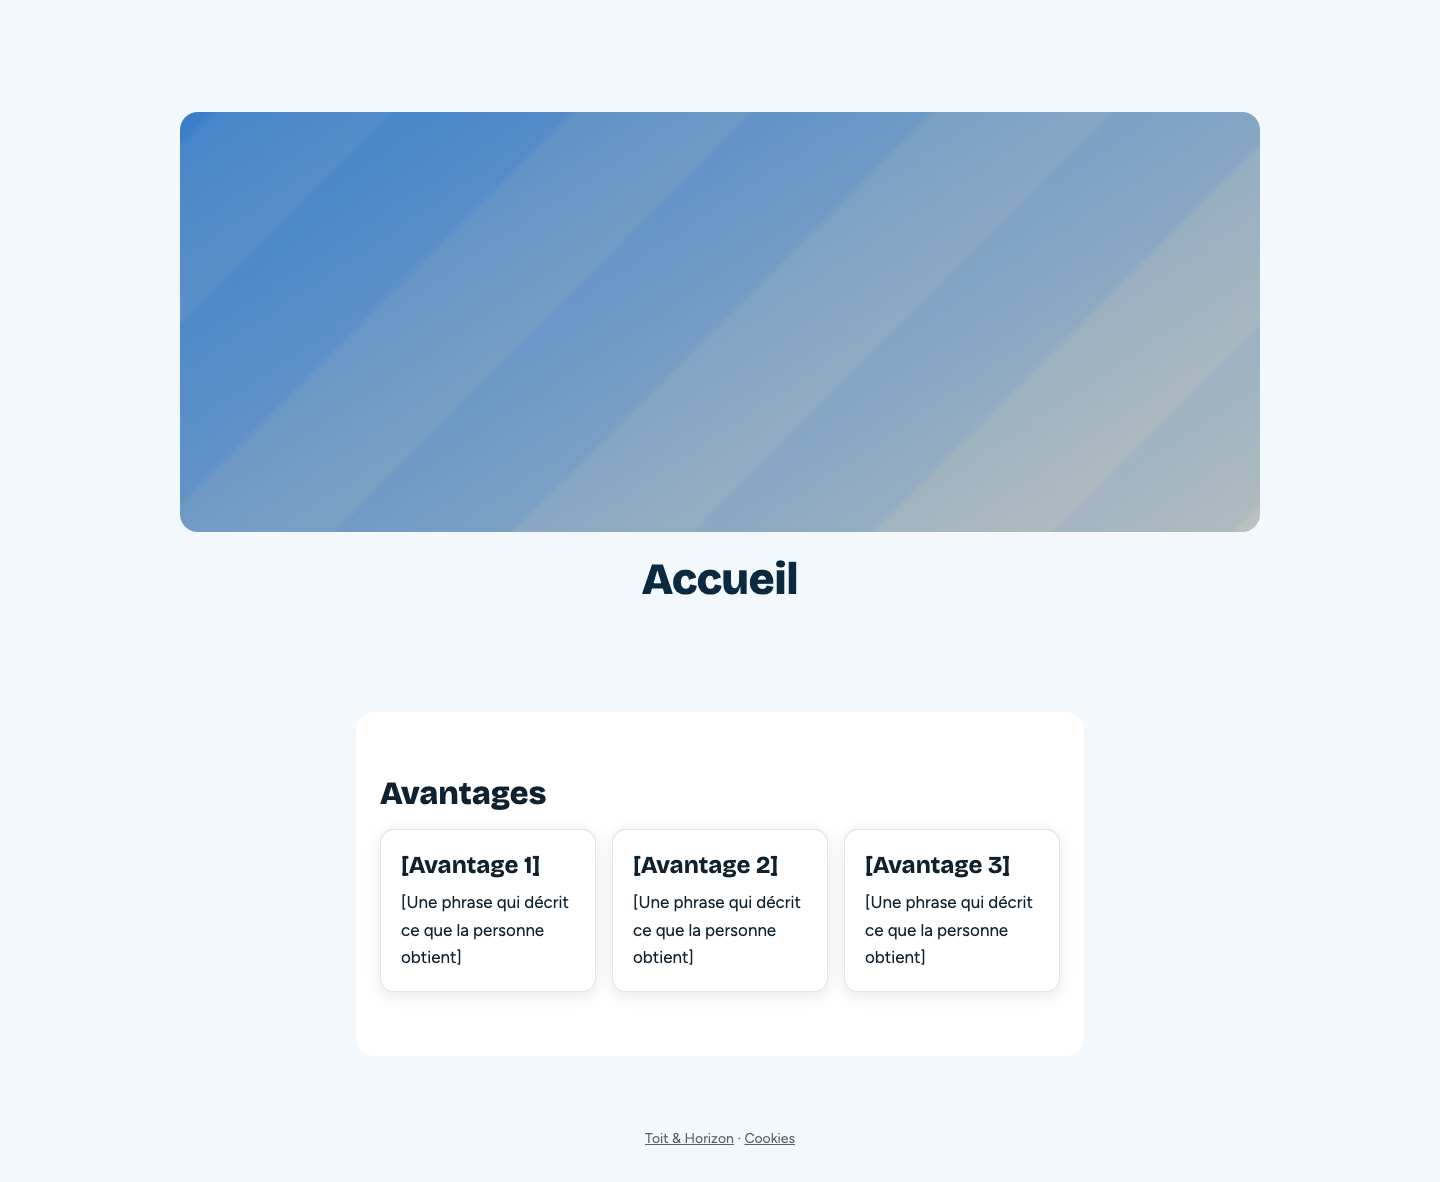 Accueil
Avantages
[Avantage 1]
[Une phrase qui décrit
ce que la personne
obtient]
[Avantage 2]
[Une phrase qui décrit
ce que la personne
obtient]
[Avantage 3]
[Une phrase qui décrit
ce que la personne
obtient]
Toit & Horizon · Cookies